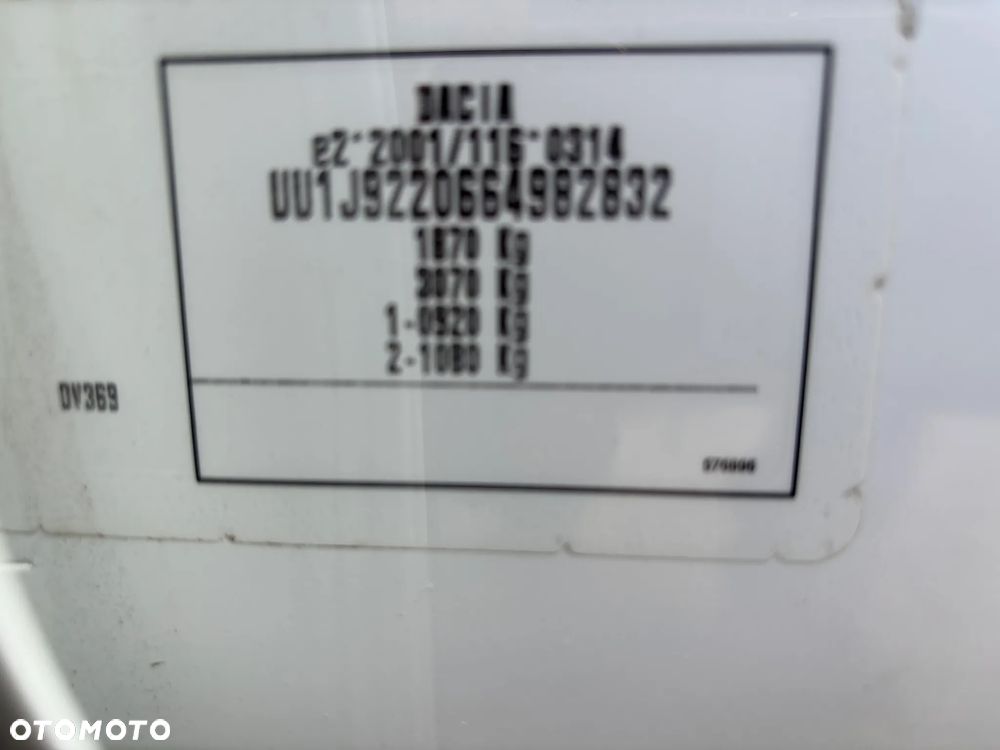 DACIA
e2*2001/116*0314
UU1J9220664982832
1870 Kg
3070 Kg
1-0920 Kg
2-1080 Kg
DV369
OTOMOTO